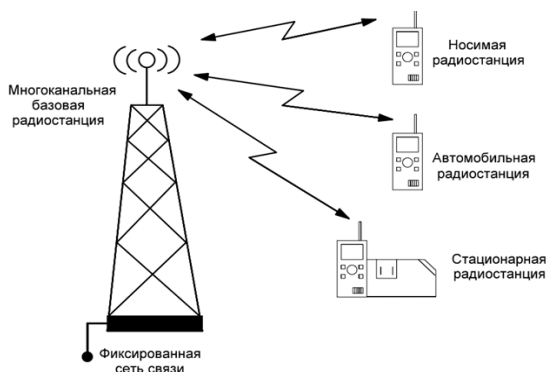 Носимая
радиостанция
Многоканальная
базовая
радиостанция
Автомобильная
радиостанция
Стационарная
радиостанция
Фиксированная
сеть связи